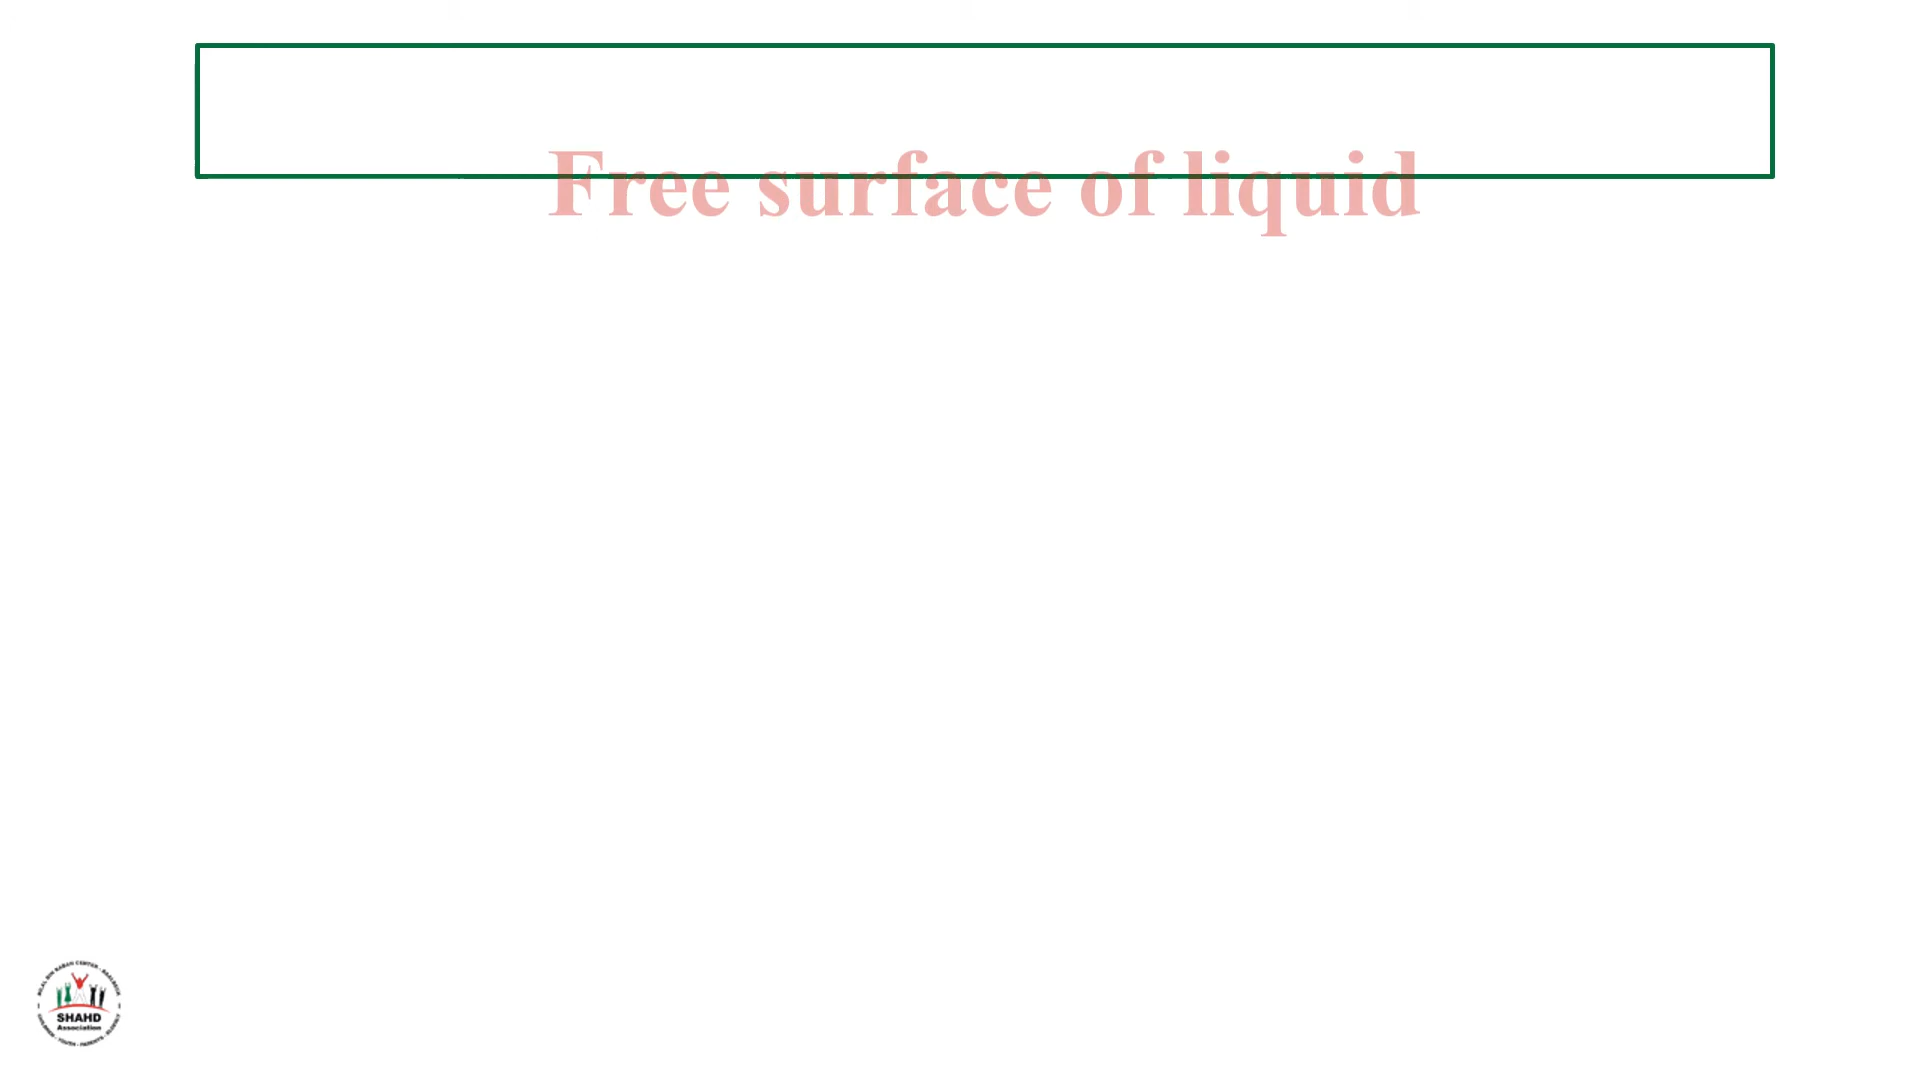 Free surface of liquid
SHAHD
Association